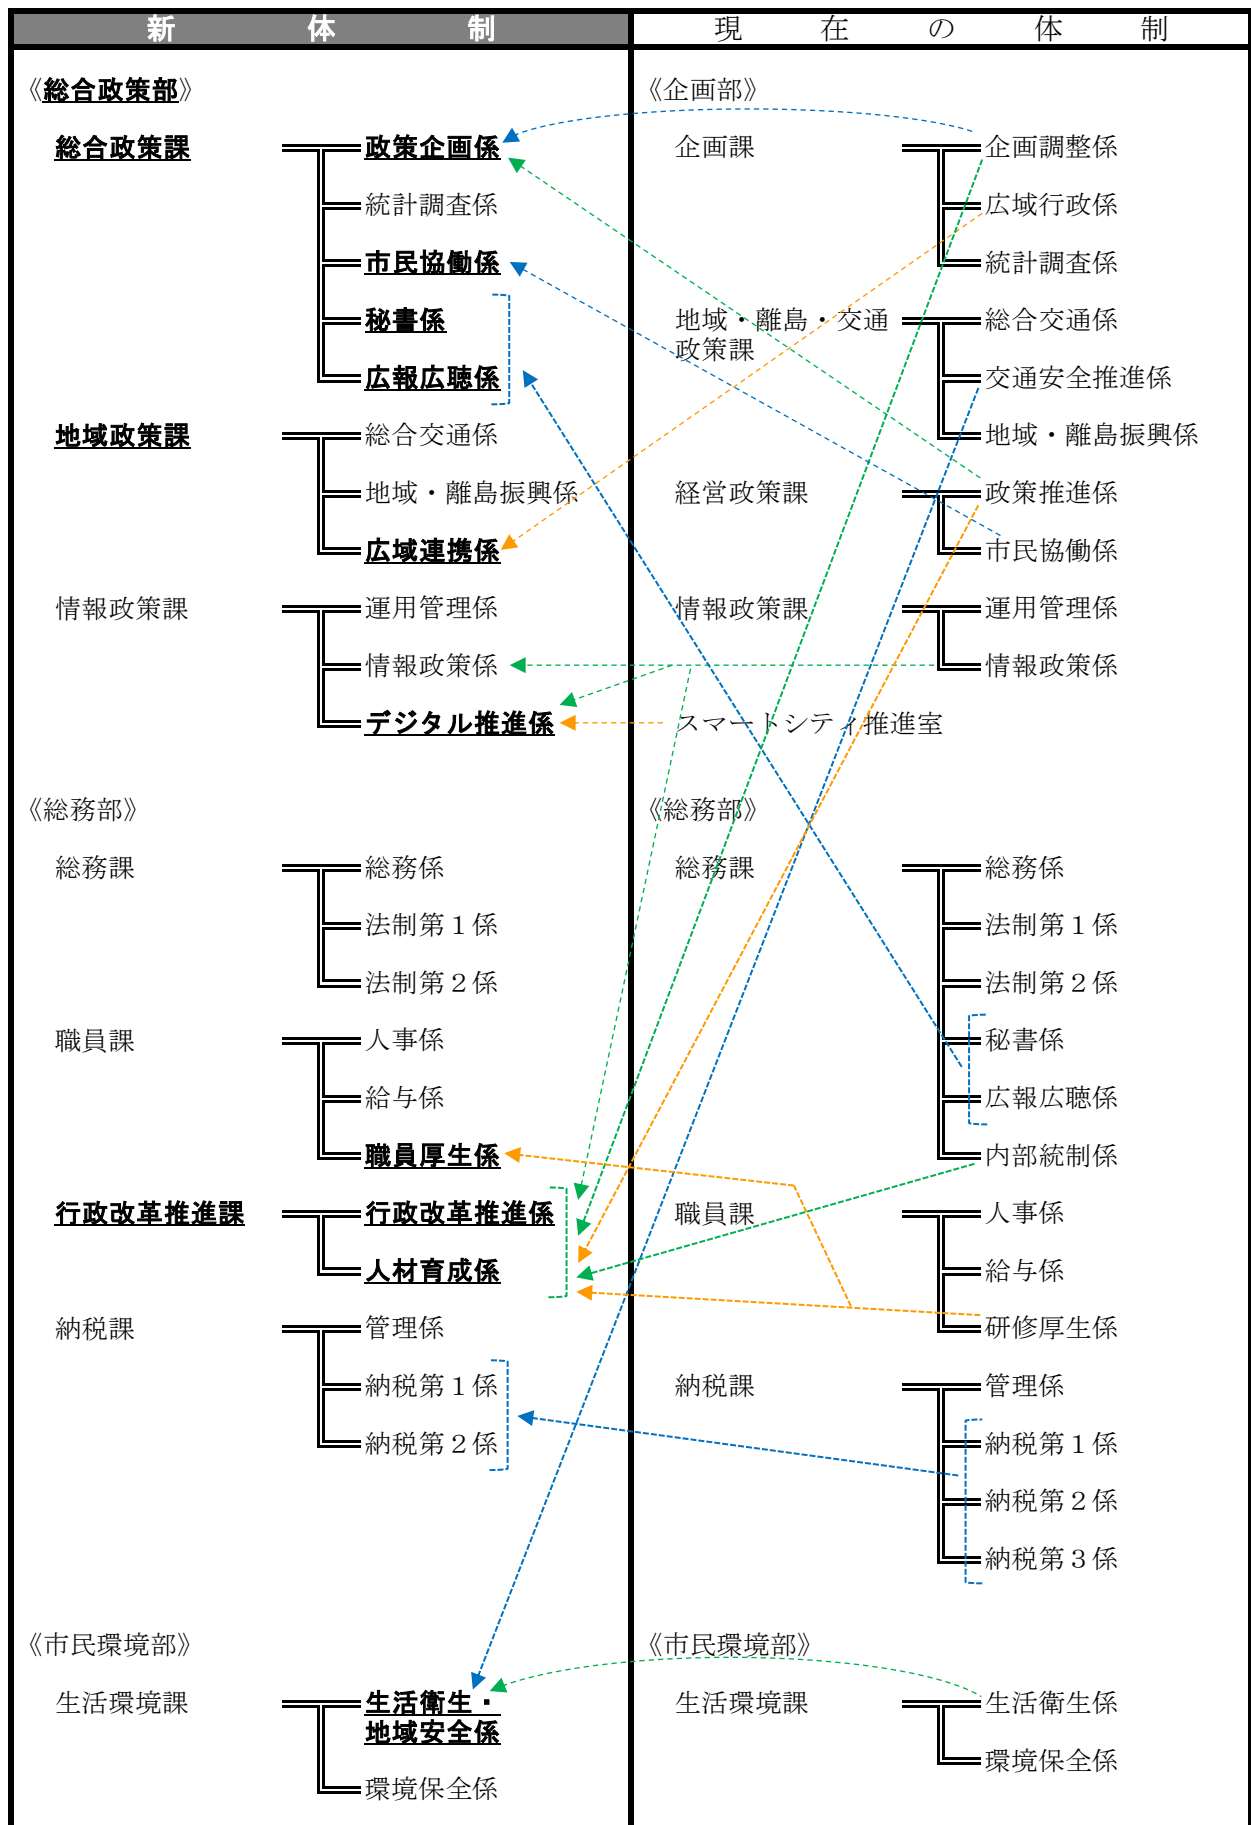 新体制
《総合政策部》
総合政策課
政策企画係
統計調査係
市民協働係
秘書係
広報広聴係
地域政策課
総合交通係
地域・離島振興係
広域連携係
情報政策課
運用管理係
情報政策係
デジタル推進係
《総務部》
総務課
総務係
法制第１係
法制第２係
職員課
人事係
給与係
職員厚生係
行政改革推進課
行政改革推進係
人材育成係
納税課
管理係
納税第１係
納税第２係
《市民環境部》
生活環境課
生活衛生・
地域安全係
環境保全係
現在の体制
《企画部》
企画課
企画調整係
広域行政係
統計調査係
地域・離島・交通
政策課
総合交通係
交通安全推進係
地域・離島振興係
経営政策課
政策推進係
市民協働係
情報政策課
運用管理係
情報政策係
スマートシティ推進室
《総務部》
総務課
総務係
法制第１係
法制第２係
秘書係
広報広聴係
内部統制係
職員課
人事係
給与係
研修厚生係
納税課
管理係
納税第１係
納税第２係
納税第３係
《市民環境部》
生活環境課
生活衛生係
環境保全係